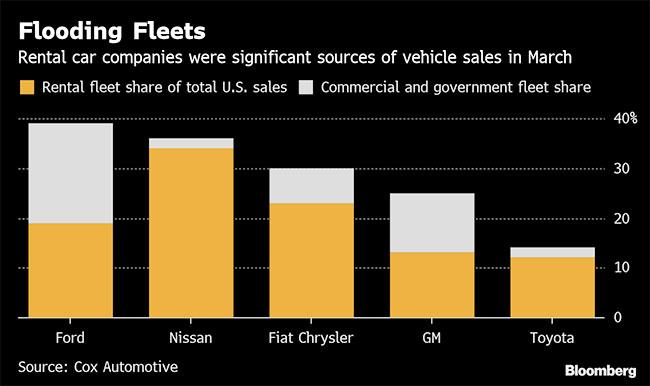 Flooding Fleets
Rental car companies were significant sources of vehicle sales in March
Rental fleet share of total U.S. sales Commercial and government fleet share
40%
30
20
10
0
Ford Nissan Fiat Chrysler GM Toyota
Source: Cox Automotive
Bloomberg